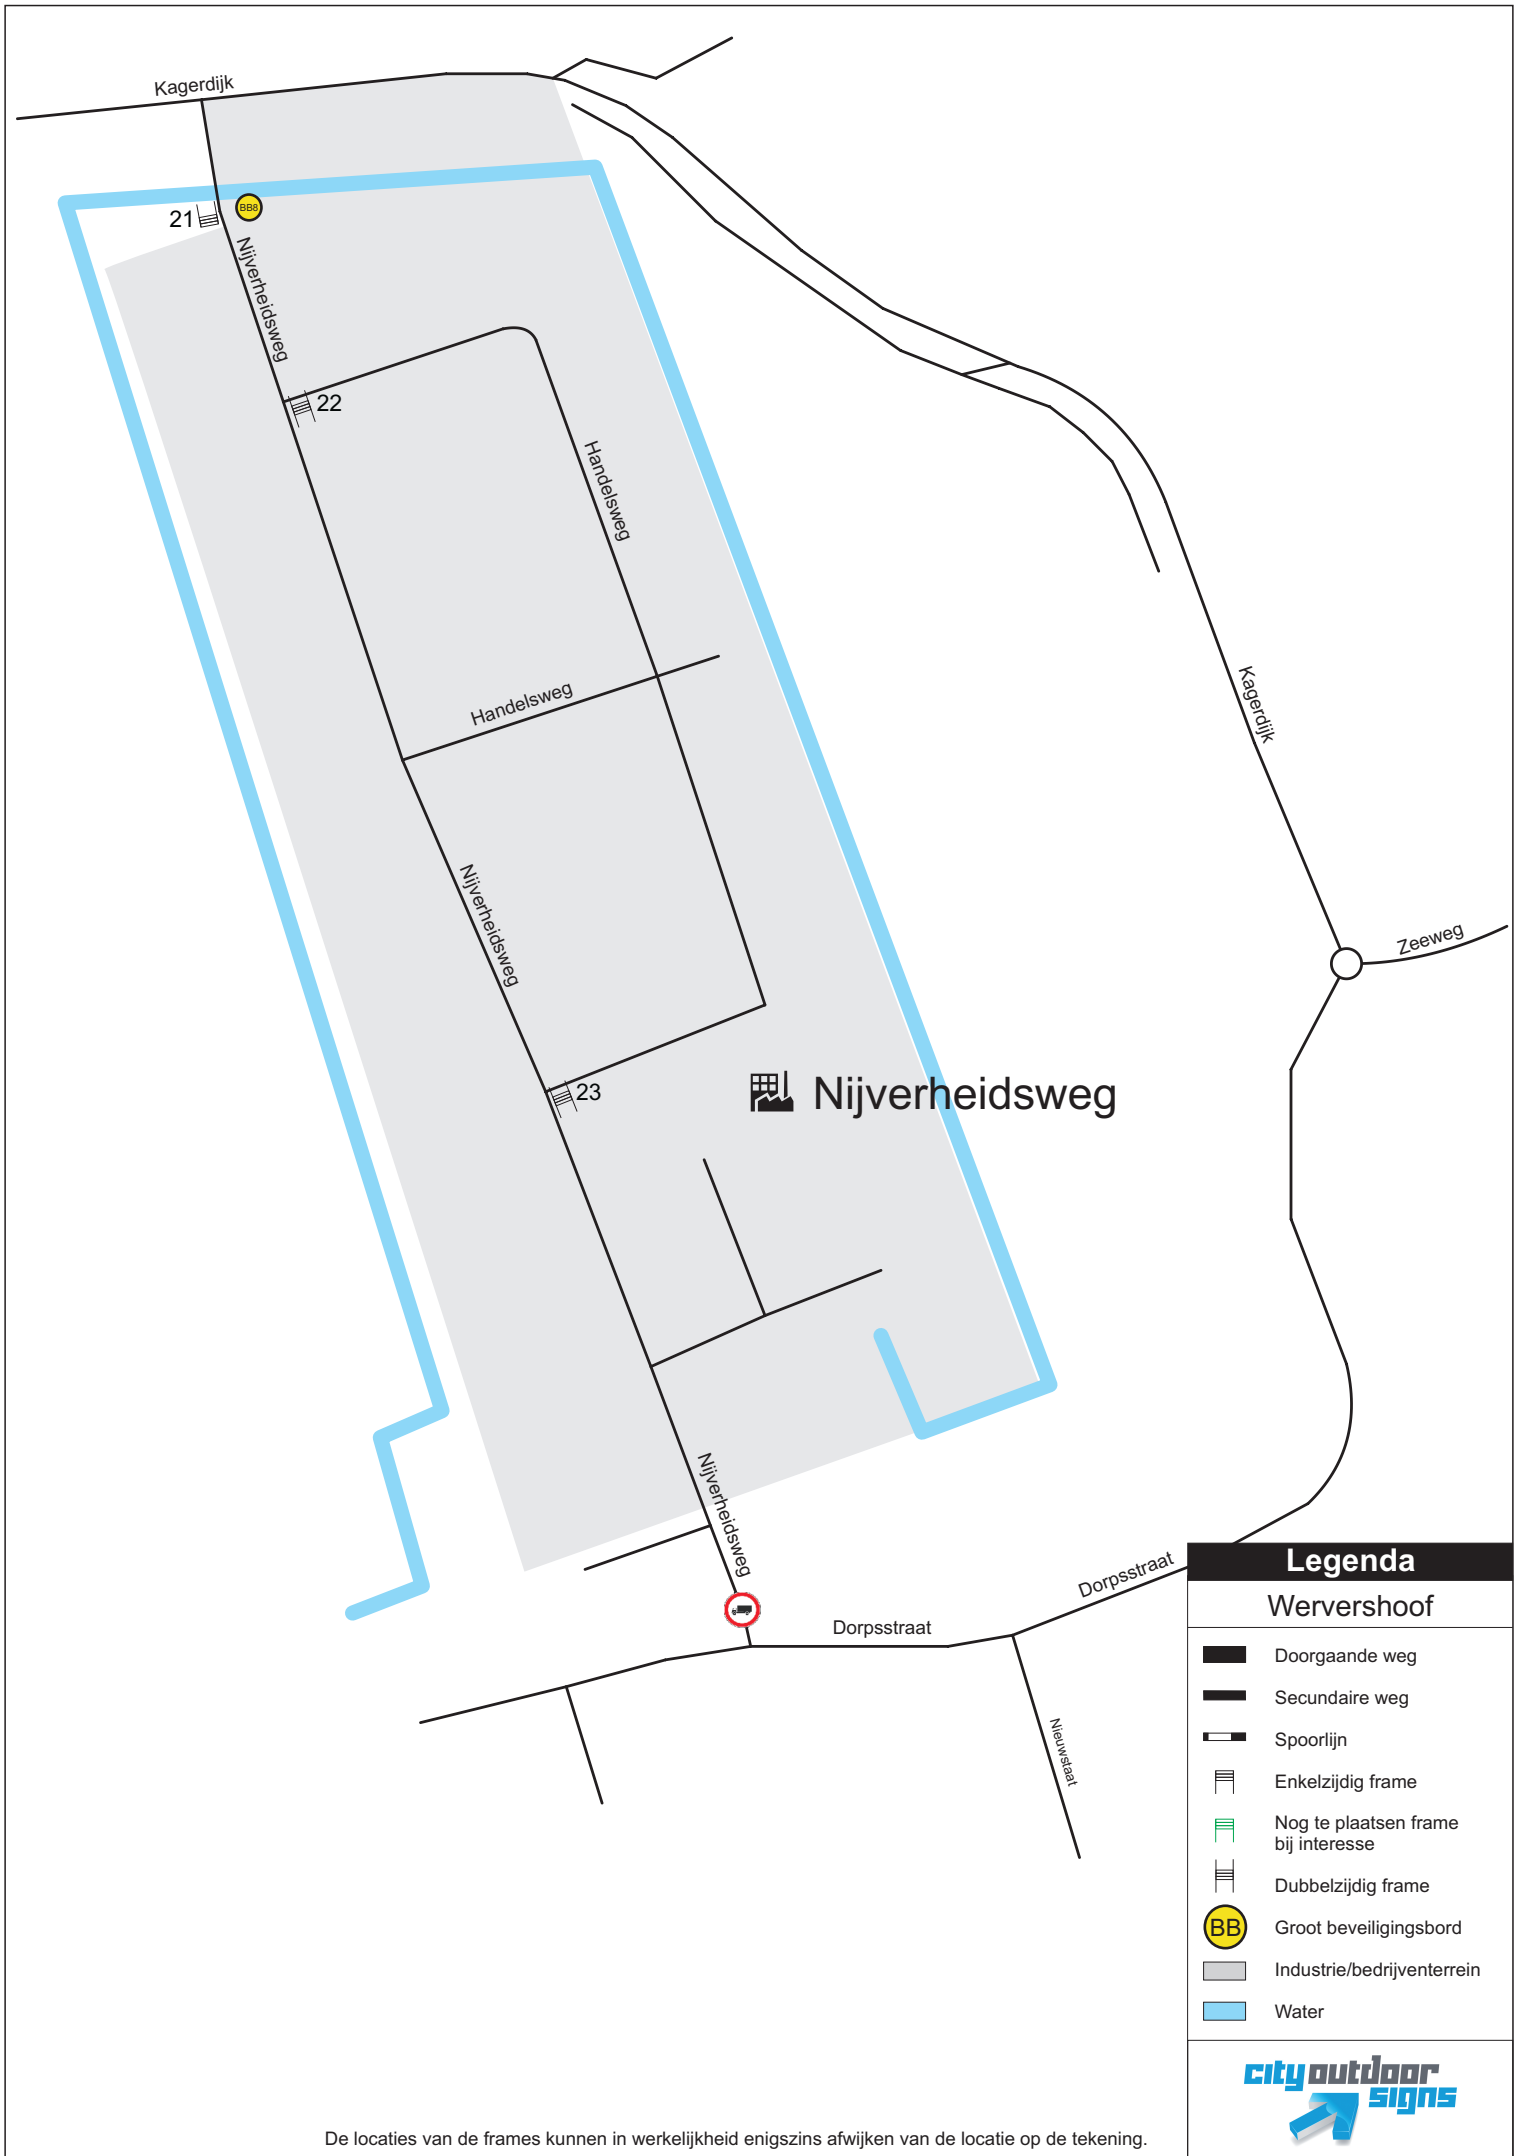 Kagerdijk
21
BB8
Nijverheidsweg
22
Handelsweg
Handelsweg
Kagerdijk
Nijverheidsweg
Zeeweg
23
Nijverheidsweg
Nijverheidsweg
Dorpsstraat
Dorpsstraat
Nieuwstaat
Legenda
Wervershoof
Doorgaande weg
Secundaire weg
Spoorlijn
Enkelzijdig frame
Nog te plaatsen frame
bij interesse
Dubbelzijdig frame
BB
Groot beveiligingsbord
Industrie/bedrijventerrein
Water
city outdoor
signs
De locaties van de frames kunnen in werkelijkheid enigszins afwijken van de locatie op de tekening.